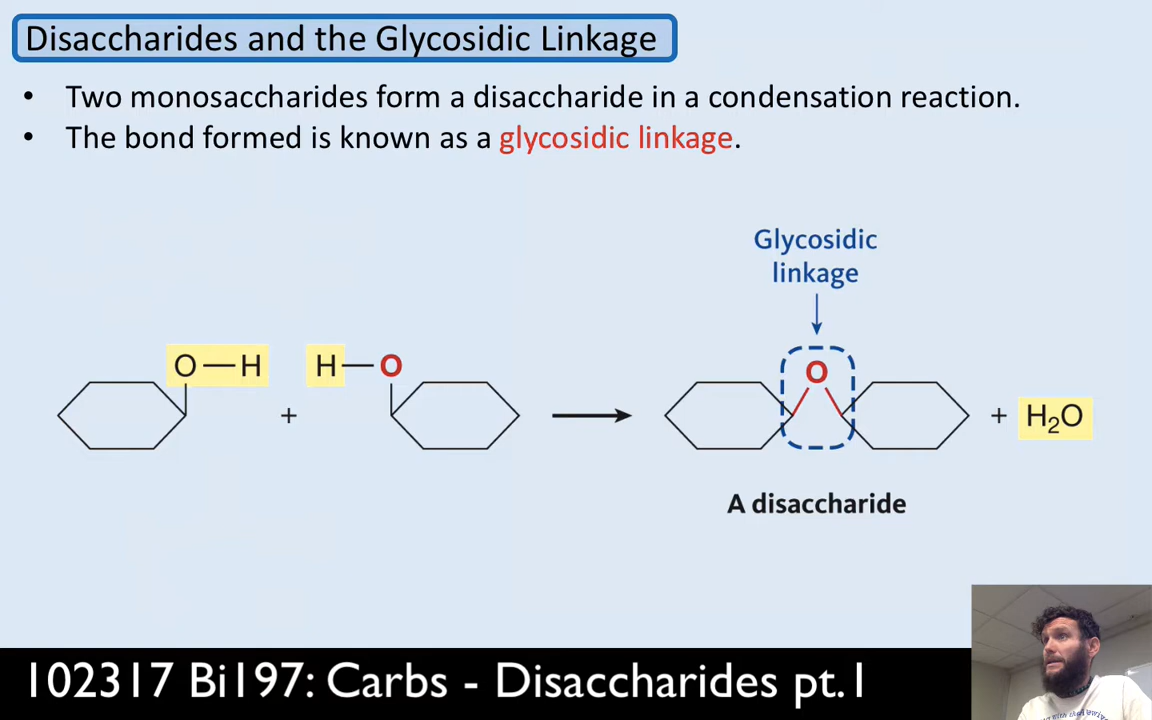 Disaccharides and the Glycosidic Linkage
• Two monosaccharides form a disaccharide in a condensation reaction.
• The bond formed is known as a glycosidic linkage.
Glycosidic
linkage
O—H
H—O
O
+
+ H₂O
A disaccharide
102317 Bi197: Carbs - Disaccharides pt.1